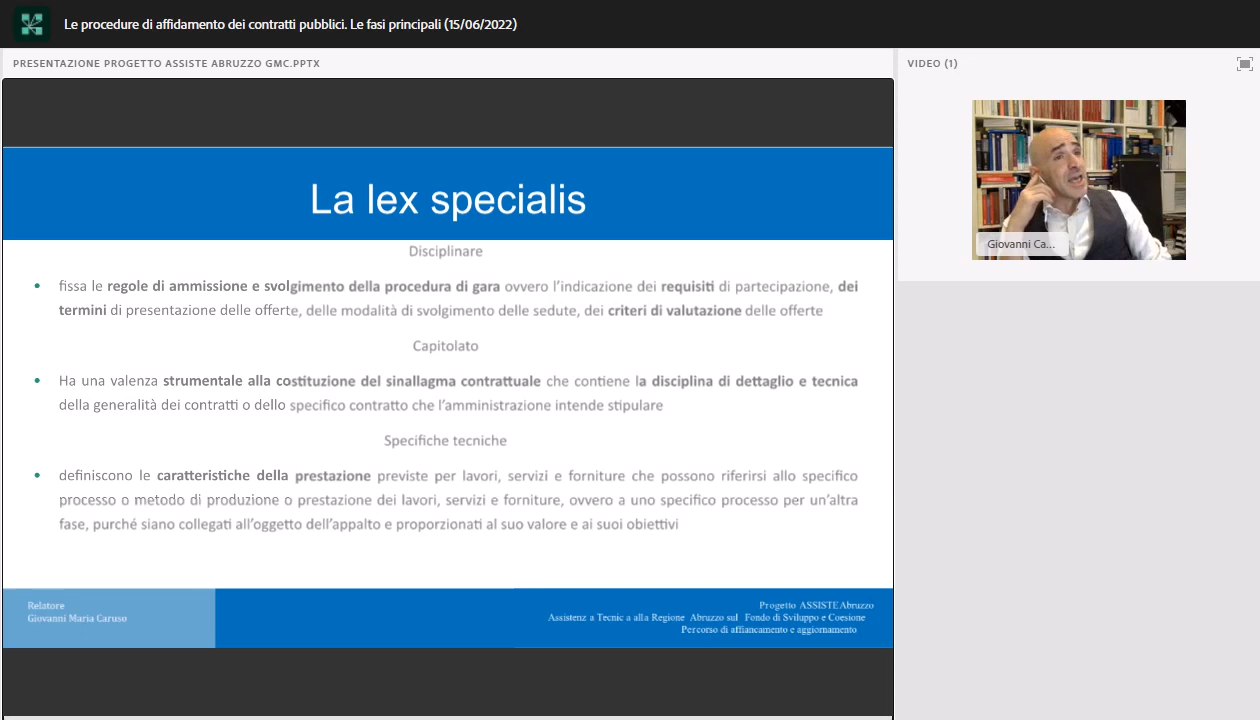 Le procedure di affidamento dei contratti pubblici. Le fasi principali (15/06/2022)
PRESENTAZIONE PROGETTO ASSISTE ABRUZZO GMC.PPTX
VIDEO (1)
La lex specialis
Disciplinare
• fissa le regole di ammissione e svolgimento della procedura di gara ovvero l'indicazione dei requisiti di partecipazione, dei
termini di presentazione delle offerte, delle modalità di svolgimento delle sedute, dei criteri di valutazione delle offerte
Capitolato
• Ha una valenza strumentale alla costituzione del sinallagma contrattuale che contiene la disciplina di dettaglio e tecnica
della generalità dei contratti o dello specifico contratto che l'amministrazione intende stipulare
Specifiche tecniche
• definiscono le caratteristiche della prestazione previste per lavori, servizi e forniture che possono riferirsi allo specifico
processo o metodo di produzione o prestazione dei lavori, servizi e forniture, ovvero a uno specifico processo per un'altra
fase, purché siano collegati all'oggetto dell'appalto e proporzionati al suo valore e ai suoi obiettivi
Relatore
Giovanni Maria Caruso
Progetto ASSISTE Abruzzo
Assistenz a Tecnic a alla Regione Abruzzo sul Fondo di Sviluppo e Coesione
Percorso di affiancamento e aggiornamento
Giovanni Ca...